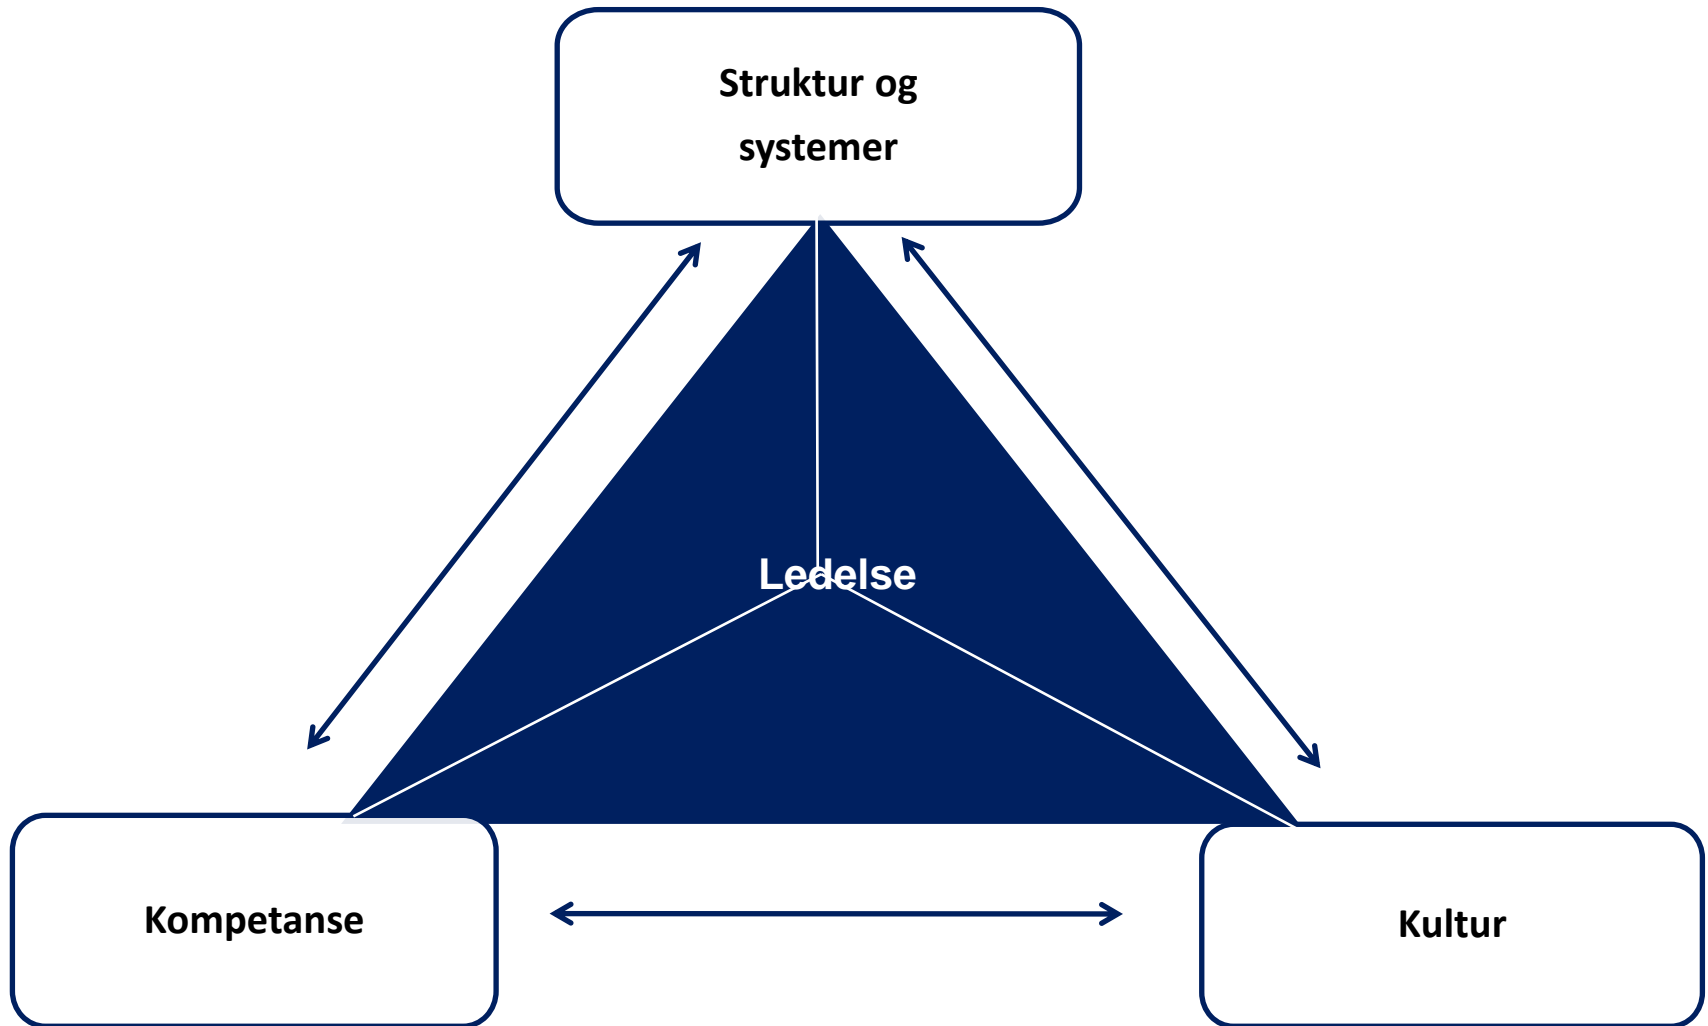 Struktur og
systemer
Ledelse
Kompetanse
Kultur